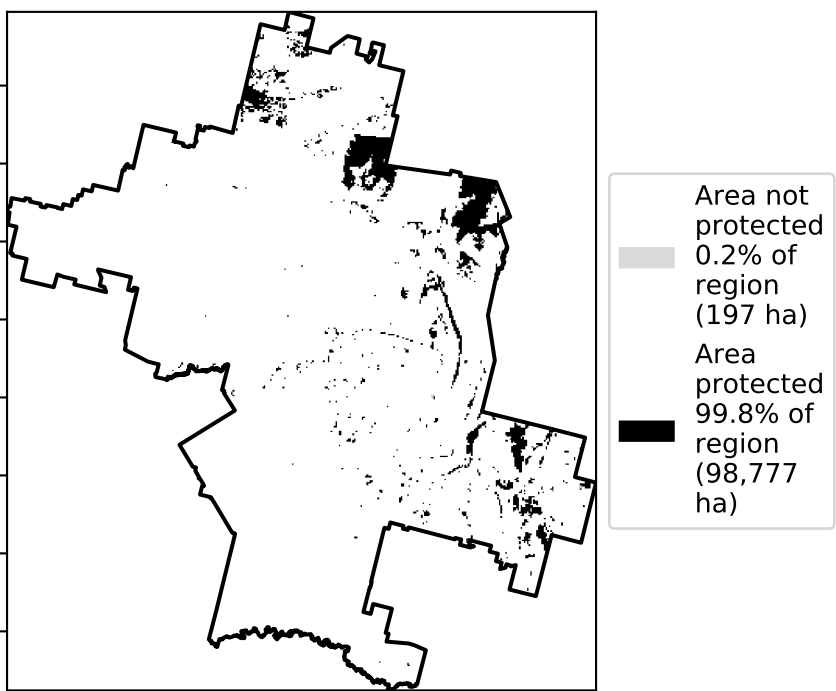 Area not
protected
0.2% of
region
(197 ha)
Area
protected
99.8% of
region
(98,777
ha)